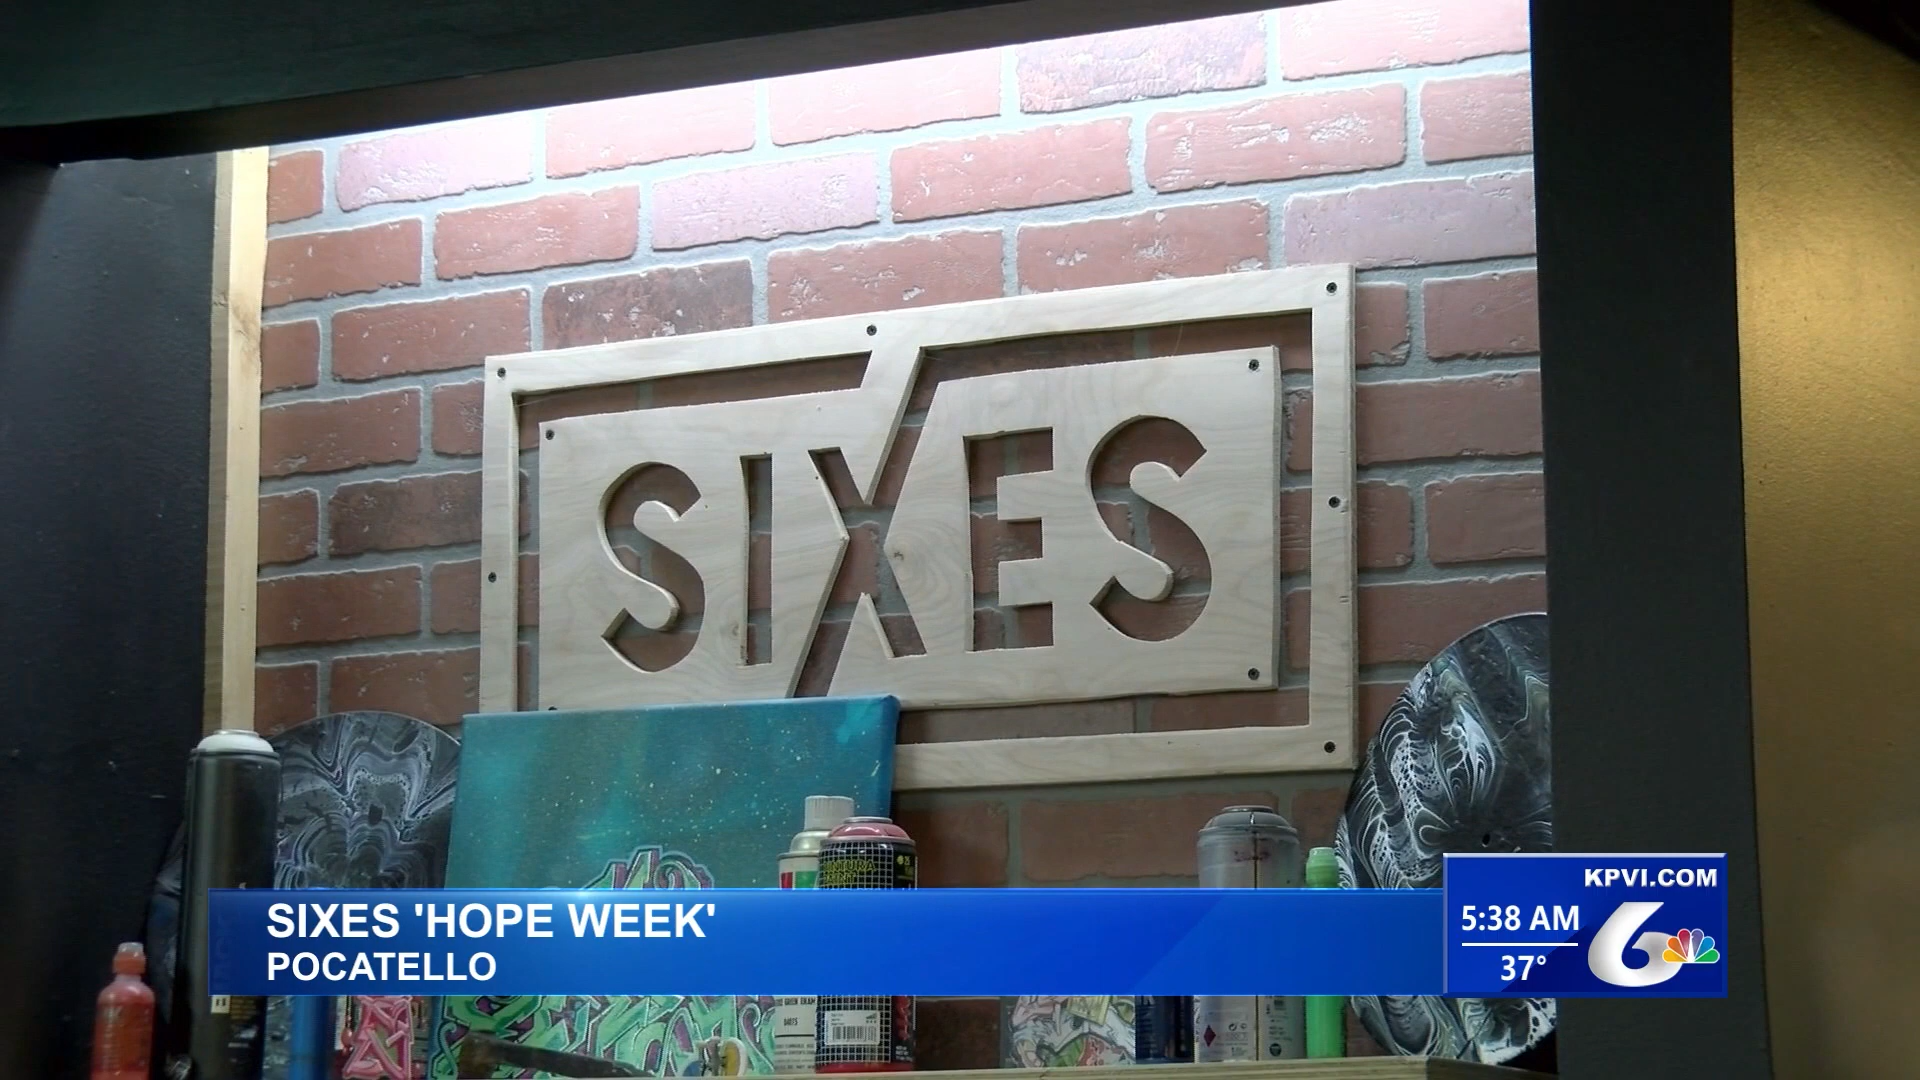 SIXES
SIXES 'HOPE WEEK'
POCATELLO
KPVI.COM
5:38 AM
37°
6